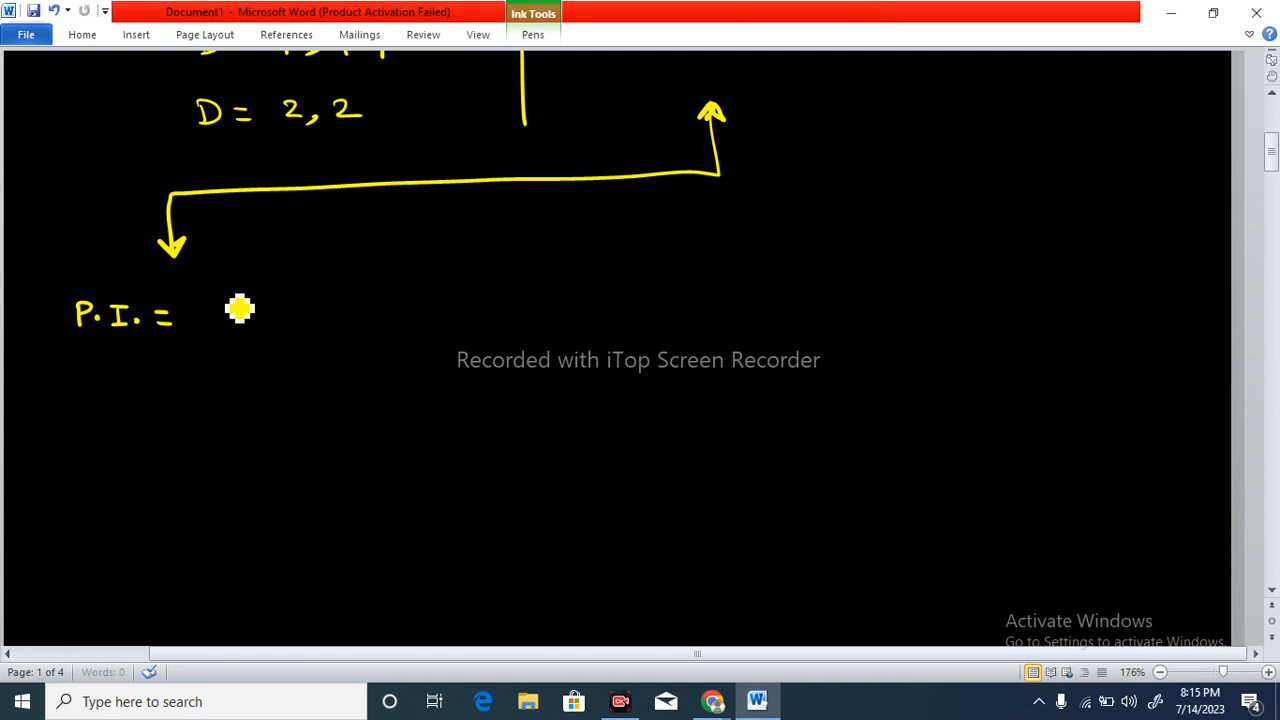 Document1 - Microsoft Word (Product Activation Failed)
Ink Tools
File Home Insert Page Layout References Mailings Review View Pens
D = 2, 2
P.I. =
Recorded with iTop Screen Recorder
Activate Windows
Go to Settings to activate Windows.
Page: 1 of 4 Words: 0 176%
Type here to search
8:15 PM
7/14/2023
4